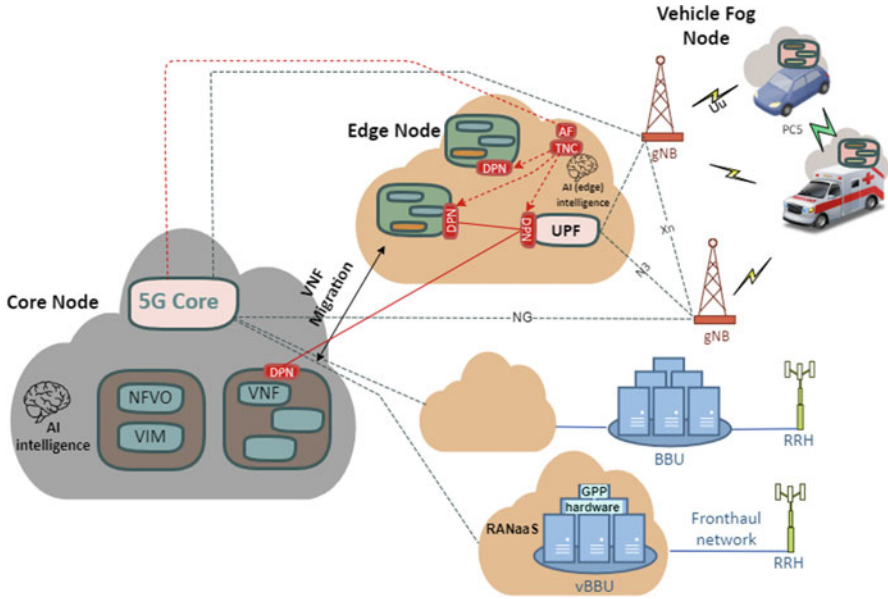 Vehicle Fog
Node
Uu
PC5
gNB
Edge Node
AF
TNC
DPN
AI (edge)
intelligence
DPN
DPN
UPF
Xn
N3
VNF
Migration
Core Node
5G Core
NG
gNB
DPN
NFVO
VIM
VNF
AI
intelligence
BBU
RRH
RANaaS
GPP
hardware
vBBU
Fronthaul
network
RRH